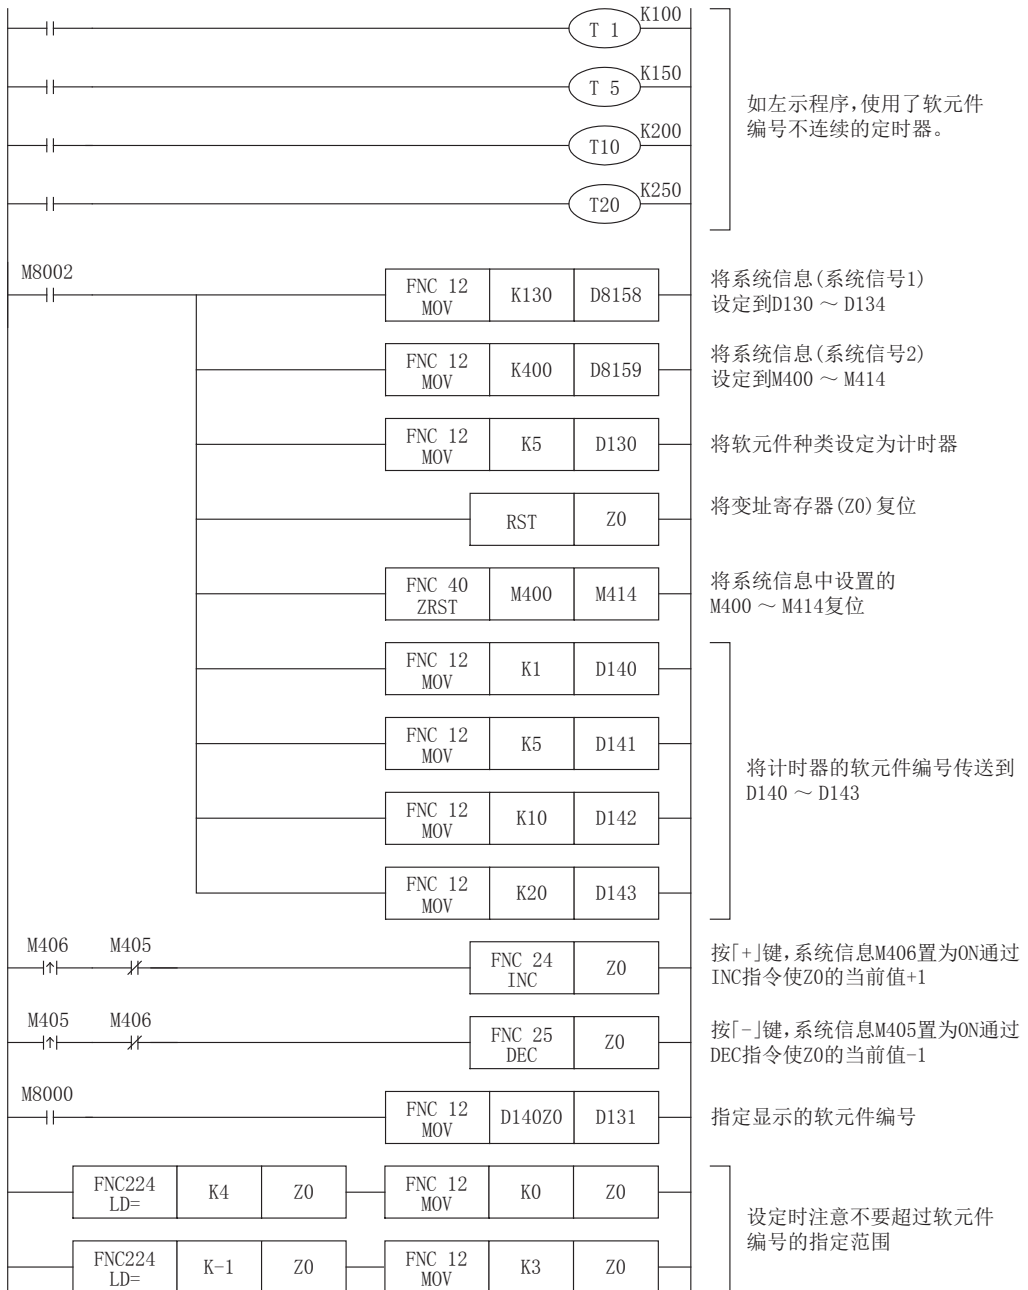 K100
T 1
K150
T 5
如左示程序,使用了软元件
编号不连续的定时器。
K200
T10
K250
T20
M8002
FNC 12
MOV
K130
D8158
将系统信息(系统信号1)
设定到D130 ～ D134
FNC 12
MOV
K400
D8159
将系统信息(系统信号2)
设定到M400 ～ M414
FNC 12
MOV
K5
D130
将软元件种类设定为计时器
RST
Z0
将变址寄存器(Z0)复位
FNC 40
ZRST
M400
M414
将系统信息中设置的
M400 ～ M414复位
FNC 12
MOV
K1
D140
FNC 12
MOV
K5
D141
将计时器的软元件编号传送到
D140 ～ D143
FNC 12
MOV
K10
D142
FNC 12
MOV
K20
D143
M406
M405
FNC 24
INC
Z0
按「+」键,系统信息M406置为ON通过
INC指令使Z0的当前值+1
M405
M406
FNC 25
DEC
Z0
按「-」键,系统信息M405置为ON通过
DEC指令使Z0的当前值-1
M8000
FNC 12
MOV
D140Z0
D131
指定显示的软元件编号
FNC224
LD=
K4
Z0
FNC 12
MOV
K0
Z0
设定时注意不要超过软元件
编号的指定范围
FNC224
LD=
K-1
Z0
FNC 12
MOV
K3
Z0